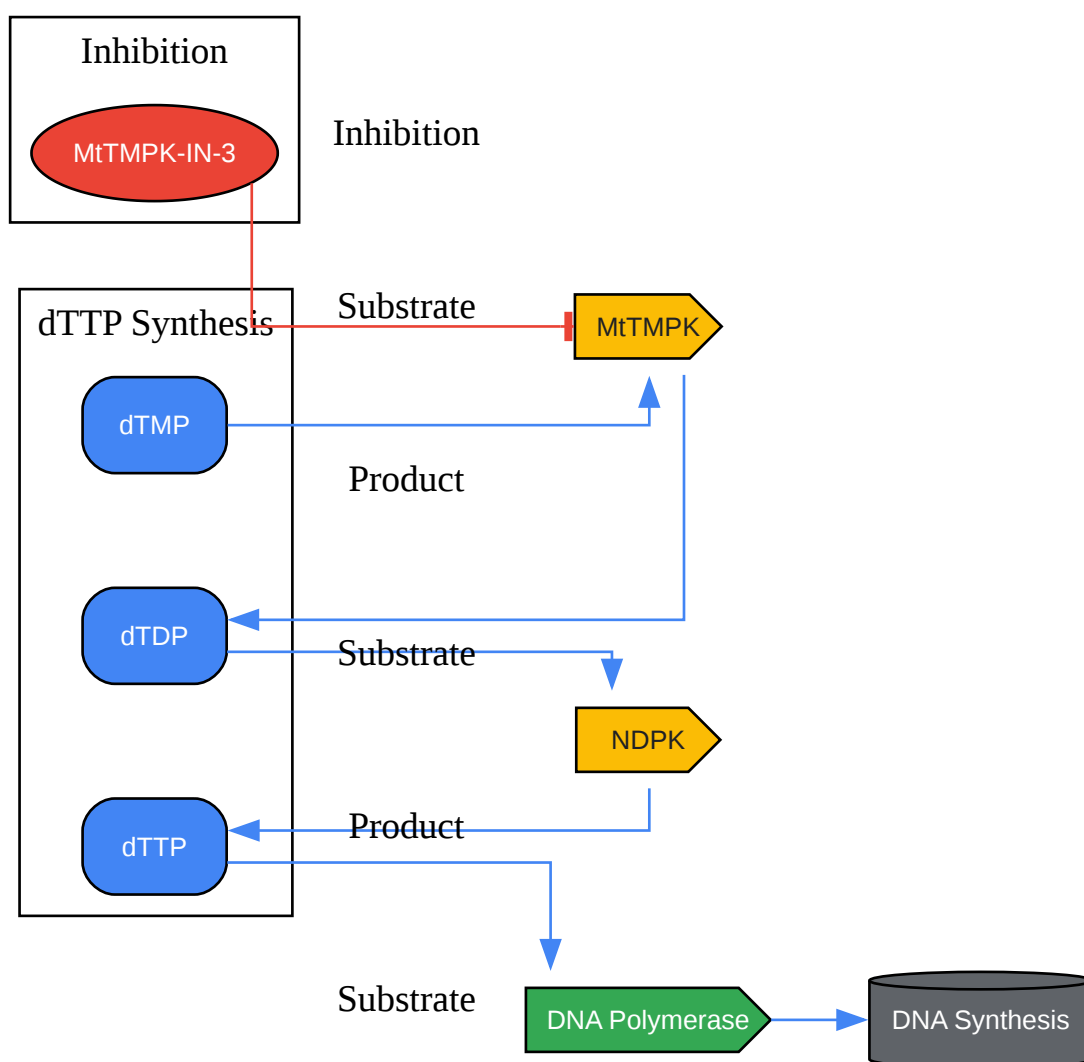 Inhibition
MtTMPK-IN-3
Inhibition
Substrate
MtTMPK
dTTP Synthesis
dTMP
Product
dTDP
Substrate
NDPK
Product
dTTP
Substrate
DNA Polymerase
DNA Synthesis